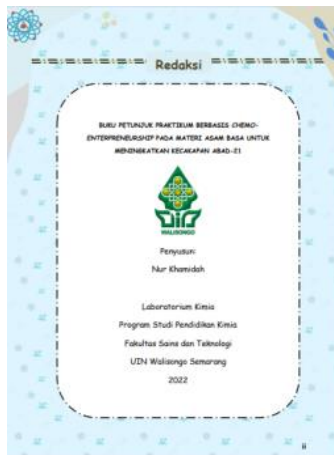 Redaksi
BUKU PETUNJUK PRAKTIKUM BERBASIS CHEMO-
ENTERPRENEURSHIP PADA MATERI ASAM BASA UNTUK
MENINGKATKAN KECAKAPAN ABAD-21
WALISONGO
Penyusun:
Nur Khamidah
Laboratorium Kimia
Program Studi Pendidikan Kimia
Fakultas Sains dan Teknologi
UIN Walisongo Semarang
2022
ii